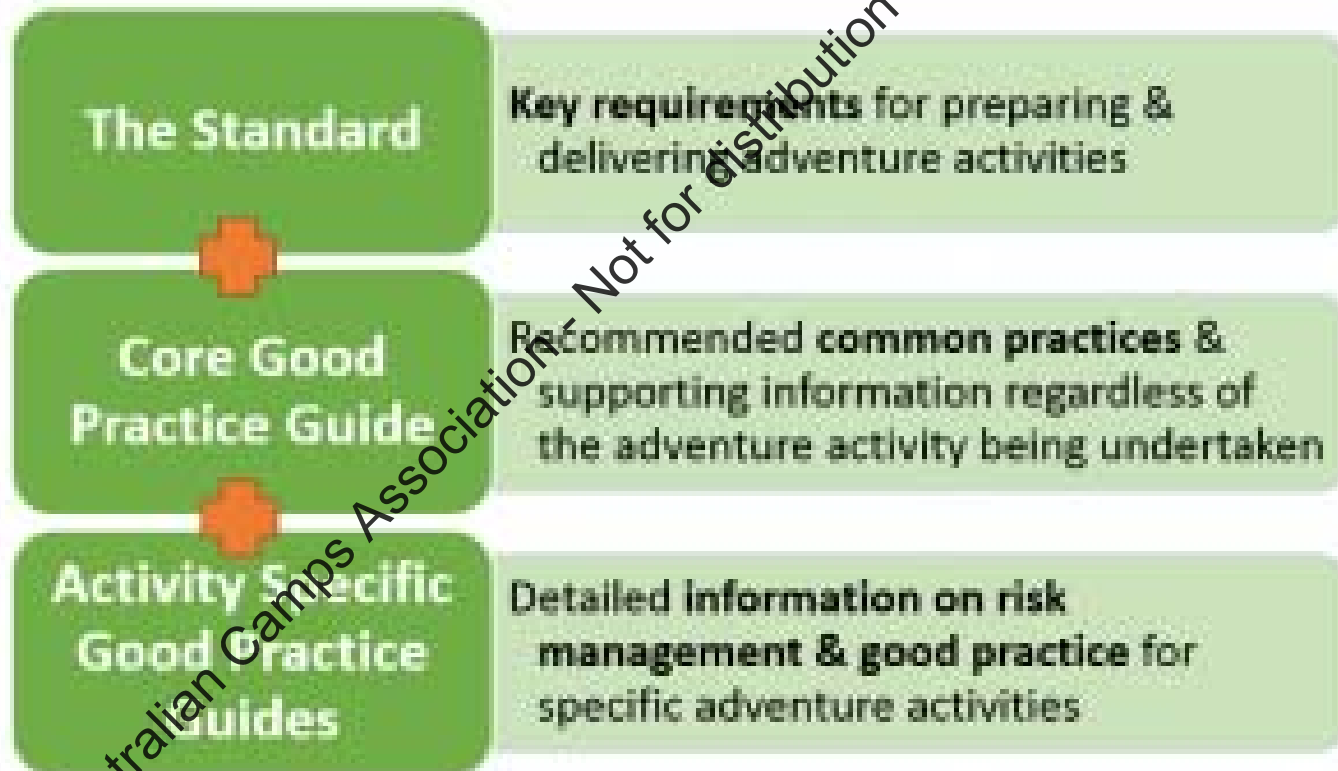 The Standard
Key requirements for preparing &
delivering adventure activities
Core Good
Practice Guide
Recommended common practices &
supporting information regardless of
the adventure activity being undertaken
Activity Specific
Good Practice
Guides
Detailed information on risk
management & good practice for
specific adventure activities
tralian Camps Association - Not for distribution